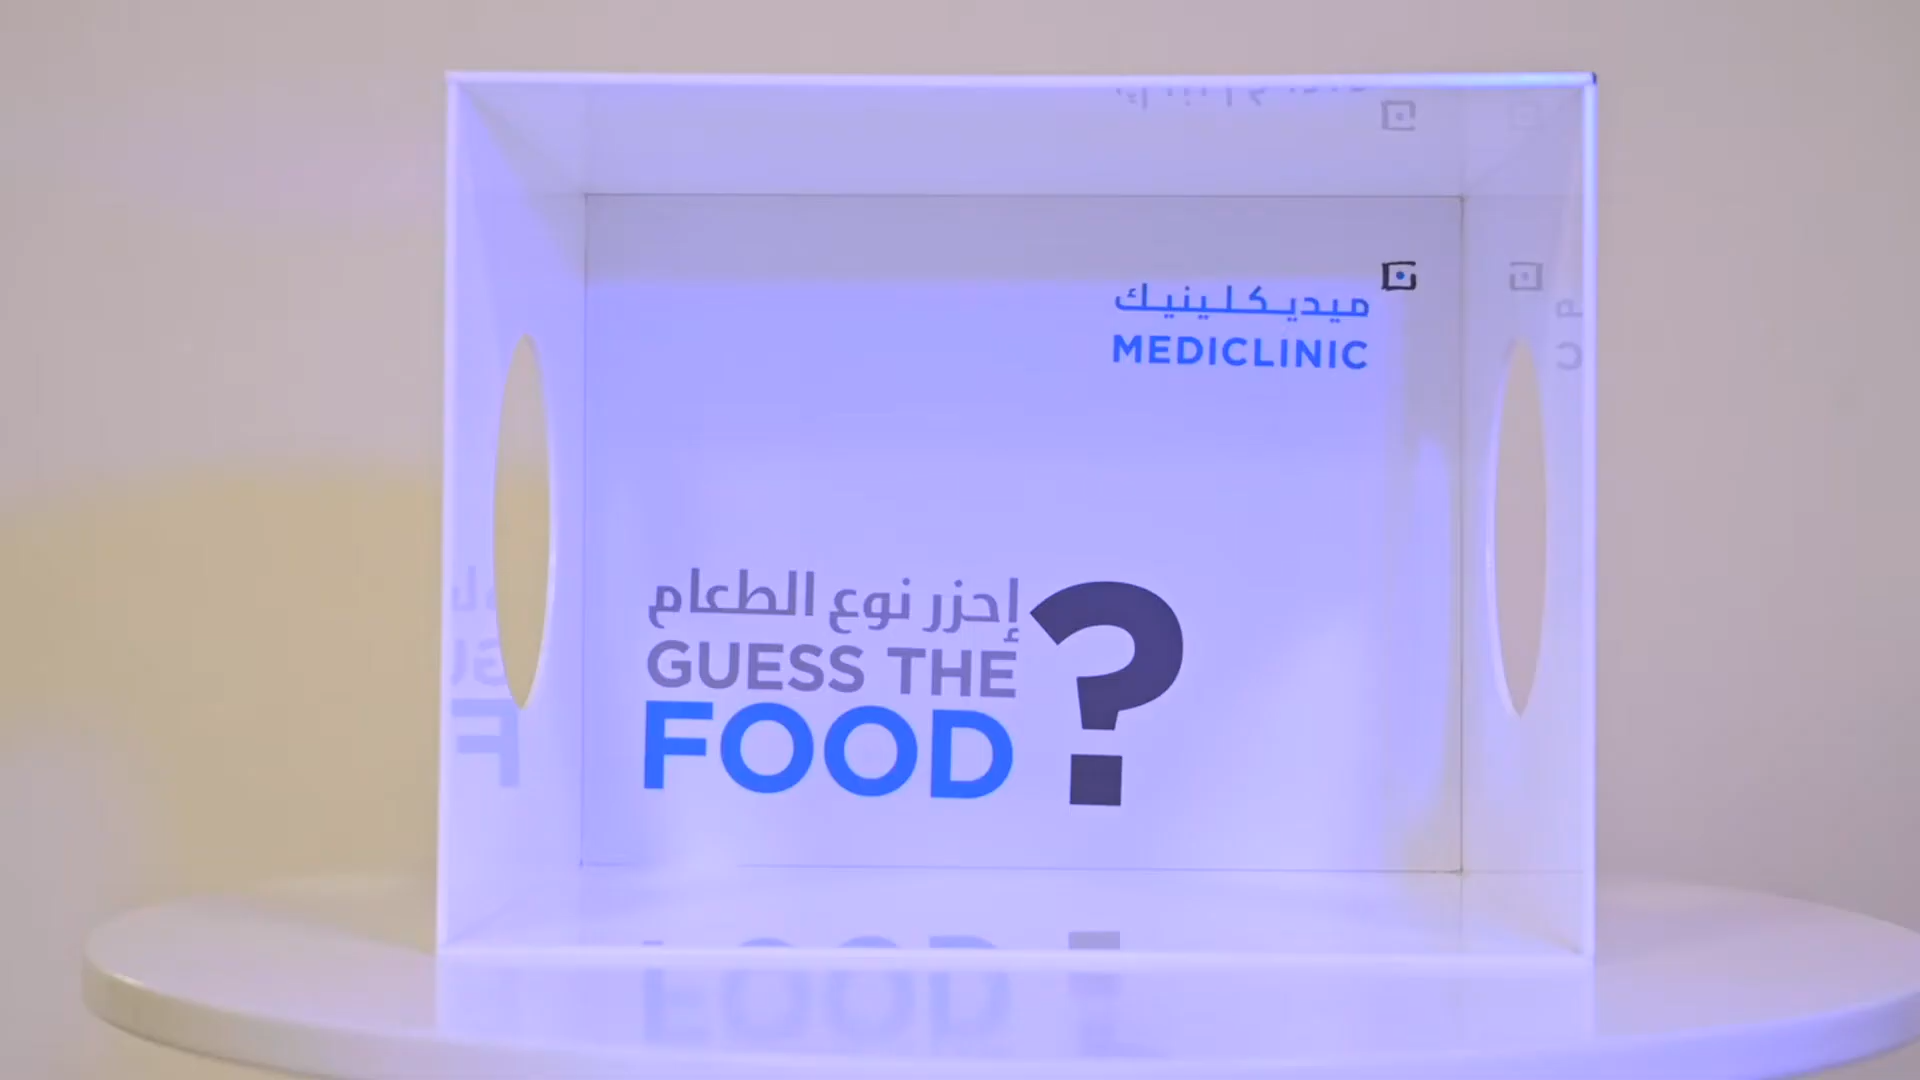 ميديكلينيك
MEDICLINIC
إحزر نوع الطعام
GUESS THE
FOOD ?